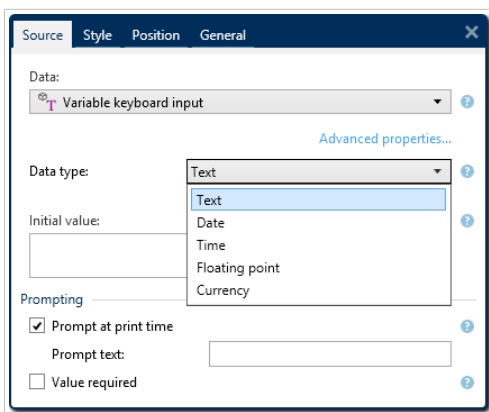 Source Style Position General
Data:
T Variable keyboard input
Advanced properties...
Data type: Text
Text
Date
Time
Floating point
Currency
Initial value:
Prompting
Prompt at print time
Prompt text:
Value required